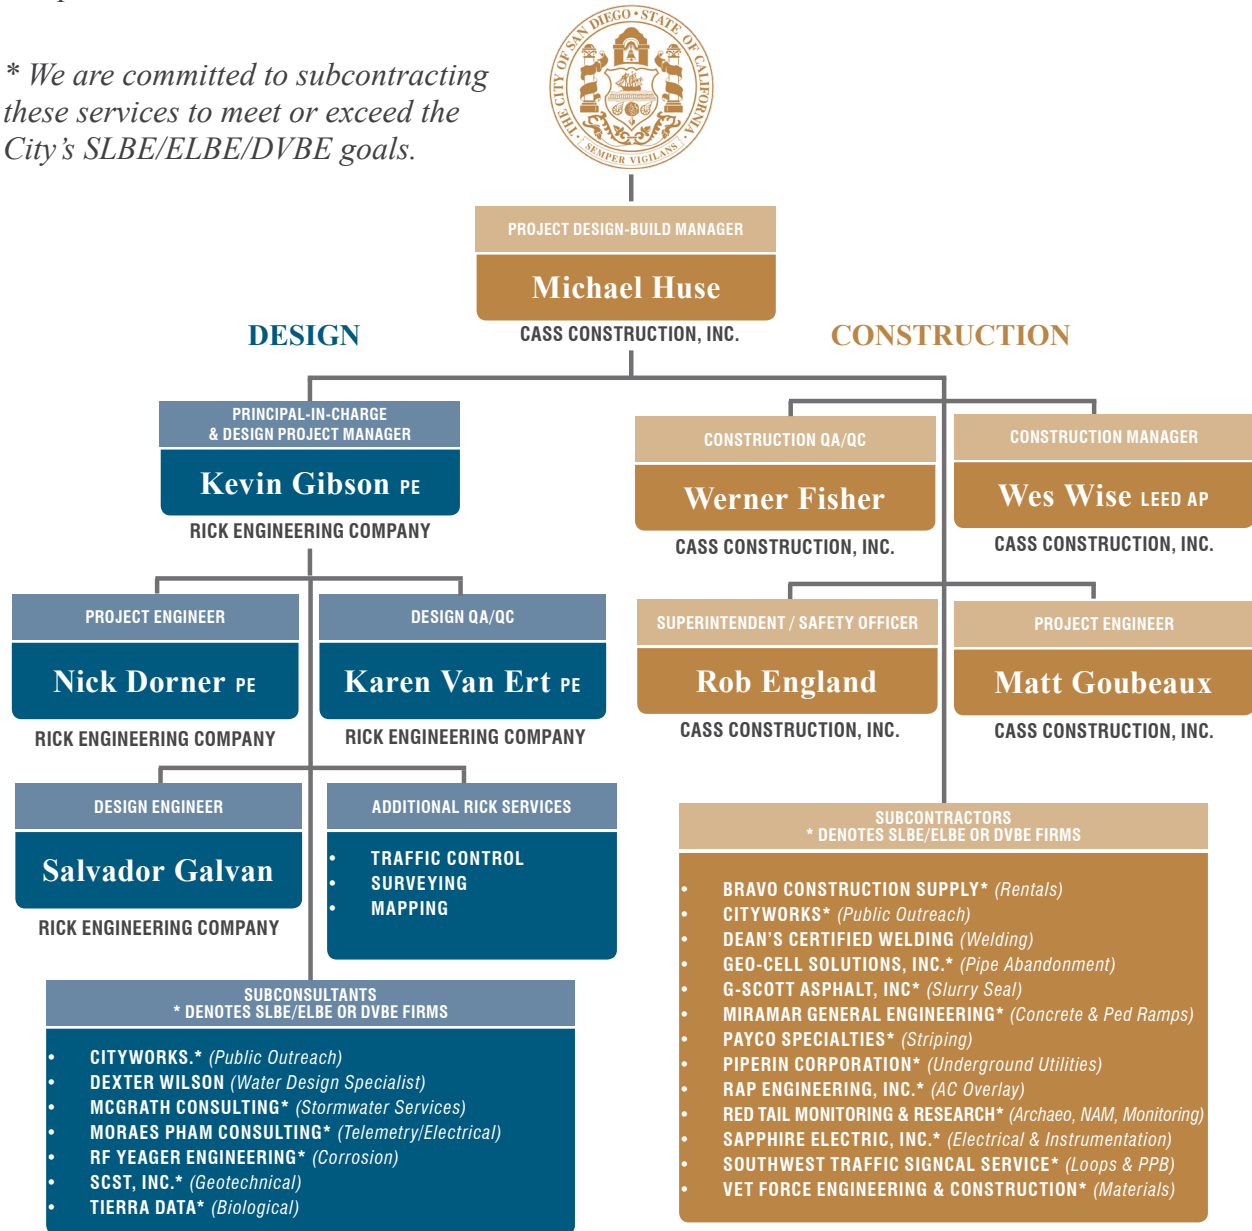 * We are committed to subcontracting
these services to meet or exceed the
City's SLBE/ELBE/DVBE goals.
THE CITY OF SAN DIEGO • STATE OF CALIFORNIA
SEMPER VIGILANS
PROJECT DESIGN-BUILD MANAGER
Michael Huse
CASS CONSTRUCTION, INC.
DESIGN
PRINCIPAL-IN-CHARGE
& DESIGN PROJECT MANAGER
Kevin Gibson PE
RICK ENGINEERING COMPANY
PROJECT ENGINEER
Nick Dorner PE
RICK ENGINEERING COMPANY
DESIGN QA/QC
Karen Van Ert PE
RICK ENGINEERING COMPANY
DESIGN ENGINEER
Salvador Galvan
RICK ENGINEERING COMPANY
ADDITIONAL RICK SERVICES
• TRAFFIC CONTROL
• SURVEYING
• MAPPING
SUBCONSULTANTS
* DENOTES SLBE/ELBE OR DVBE FIRMS
• CITYWORKS.* (Public Outreach)
• DEXTER WILSON (Water Design Specialist)
• MCGRATH CONSULTING* (Stormwater Services)
• MORAES PHAM CONSULTING* (Telemetry/Electrical)
• RF YEAGER ENGINEERING* (Corrosion)
• SCST, INC.* (Geotechnical)
• TIERRA DATA* (Biological)
CONSTRUCTION
CONSTRUCTION QA/QC
Werner Fisher
CASS CONSTRUCTION, INC.
CONSTRUCTION MANAGER
Wes Wise LEED AP
CASS CONSTRUCTION, INC.
SUPERINTENDENT / SAFETY OFFICER
Rob England
CASS CONSTRUCTION, INC.
PROJECT ENGINEER
Matt Goubeaux
CASS CONSTRUCTION, INC.
SUBCONTRACTORS
* DENOTES SLBE/ELBE OR DVBE FIRMS
• BRAVO CONSTRUCTION SUPPLY* (Rentals)
• CITYWORKS* (Public Outreach)
• DEAN'S CERTIFIED WELDING (Welding)
• GEO-CELL SOLUTIONS, INC.* (Pipe Abandonment)
• G-SCOTT ASPHALT, INC* (Slurry Seal)
• MIRAMAR GENERAL ENGINEERING* (Concrete & Ped Ramps)
• PAYCO SPECIALTIES* (Striping)
• PIPERIN CORPORATION* (Underground Utilities)
• RAP ENGINEERING, INC.* (AC Overlay)
• RED TAIL MONITORING & RESEARCH* (Archaeo, NAM, Monitoring)
• SAPPHIRE ELECTRIC, INC.* (Electrical & Instrumentation)
• SOUTHWEST TRAFFIC SIGNCAL SERVICE* (Loops & PPB)
• VET FORCE ENGINEERING & CONSTRUCTION* (Materials)